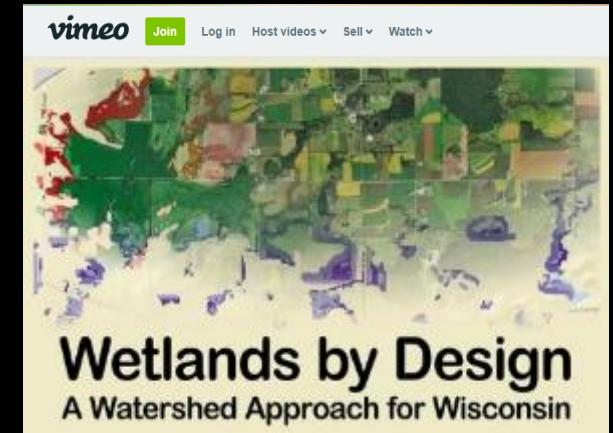 vimeo Join Log in Host videos Sell Watch
Wetlands by Design
A Watershed Approach for Wisconsin